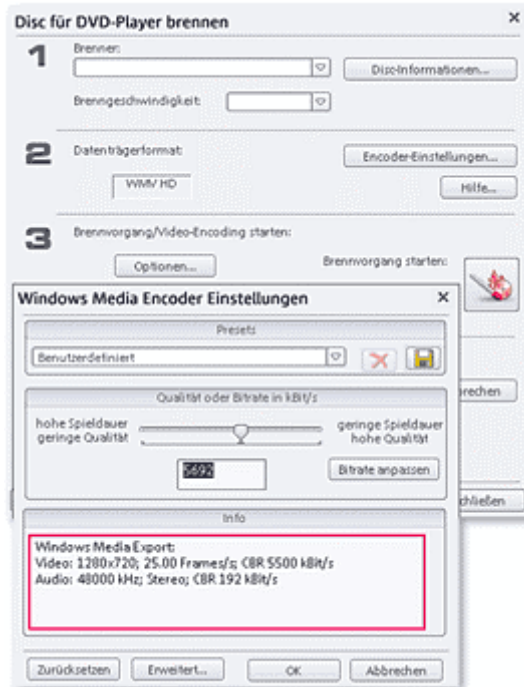 Disc für DVD-Player brennen
1
Brenner:
Disc-Informationen...
Brenngeschwindigkeit:
2
Datenträgerformat:
Encoder-Einstellungen...
WMV HD
Hilfe...
3
Brennvorgang/Video-Encoding starten:
Optionen...
Brennvorgang starten:
rechen
chließen
Windows Media Encoder Einstellungen
Presets
Benutzerdefiniert
Qualität oder Bitrate in kBit/s
hohe Spieldauer
geringe Qualität
geringe Spieldauer
hohe Qualität
5692
Bitrate anpassen
Info
Windows Media Export:
Video: 1280x720; 25.00 Frames/s; CBR 5500 kBit/s
Audio: 48000 kHz; Stereo; CBR 192 kBit/s
Zurücksetzen
Erweitert...
OK
Abbrechen